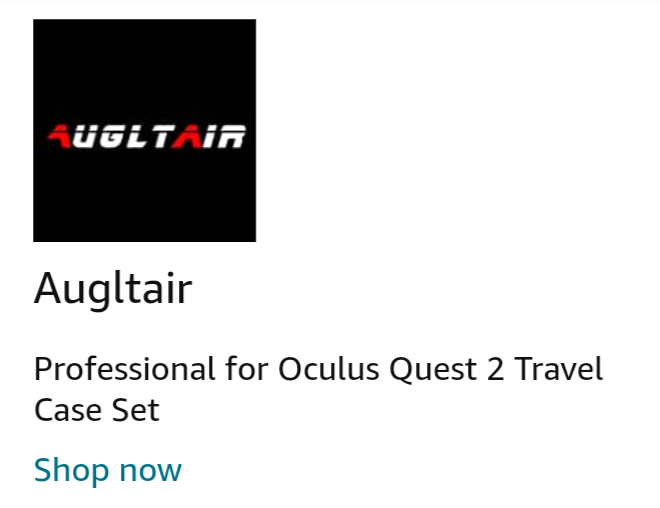 AUGLTAIR
Augltair
Professional for Oculus Quest 2 Travel
Case Set
Shop now